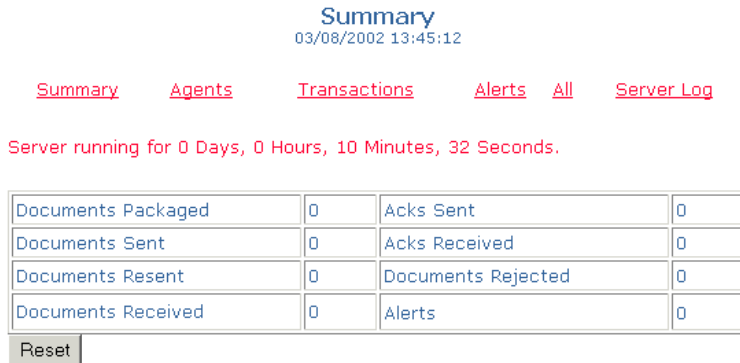 Summary
03/08/2002 13:45:12
Summary Agents Transactions Alerts All Server Log
Server running for 0 Days, 0 Hours, 10 Minutes, 32 Seconds.
Documents Packaged 0 Acks Sent 0
Documents Sent 0 Acks Received 0
Documents Resent 0 Documents Rejected 0
Documents Received 0 Alerts 0
Reset